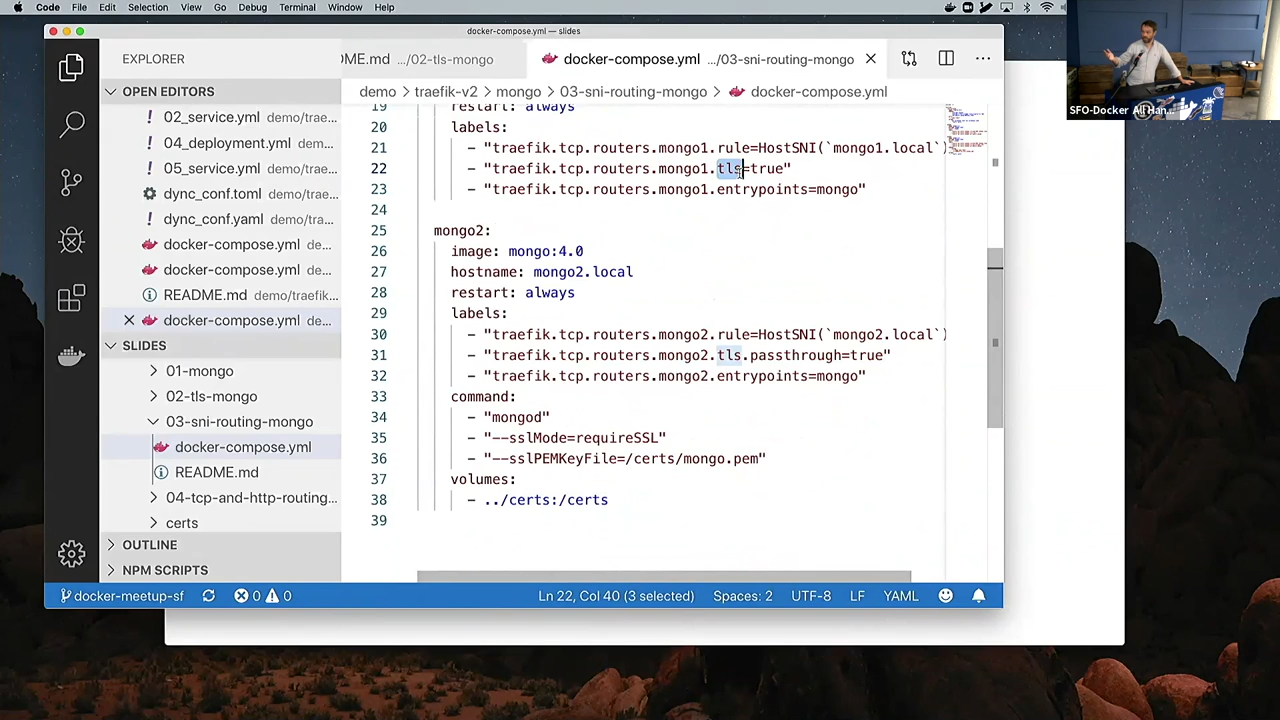 Code File Edit Selection View Go Debug Terminal Window Help
docker-compose.yml — slides
SFO-Docker All Han...
EXPLORER
OME.md .../02-tls-mongo
docker-compose.yml .../03-sni-routing-mongo
demo > traefik-v2 > mongo > 03-sni-routing-mongo > docker-compose.yml
OPEN EDITORS
02_service.yml demo/trae...
04_deployment.yml demo/trae...
05_service.yml demo/trae...
dync_conf.toml demo/trae...
dync_conf.yaml demo/trae...
docker-compose.yml de...
docker-compose.yml de...
README.md demo/traefik...
docker-compose.yml de...
SLIDES
01-mongo
02-tls-mongo
03-sni-routing-mongo
docker-compose.yml
README.md
04-tcp-and-http-routing...
certs
OUTLINE
NPM SCRIPTS
19 restart: always
20 labels:
21 - "traefik.tcp.routers.mongo1.rule=HostSNI(`mongo1.local`)
22 - "traefik.tcp.routers.mongo1.tls=true"
23 - "traefik.tcp.routers.mongo1.entrypoints=mongo"
24
25 mongo2:
26 image: mongo:4.0
27 hostname: mongo2.local
28 restart: always
29 labels:
30 - "traefik.tcp.routers.mongo2.rule=HostSNI(`mongo2.local`)
31 - "traefik.tcp.routers.mongo2.tls.passthrough=true"
32 - "traefik.tcp.routers.mongo2.entrypoints=mongo"
33 command:
34 - "mongod"
35 - "--sslMode=requireSSL"
36 - "--sslPEMKeyFile=/certs/mongo.pem"
37 volumes:
38 - ../certs:/certs
39
docker-meetup-sf 0 0 Ln 22, Col 40 (3 selected) Spaces: 2 UTF-8 LF YAML